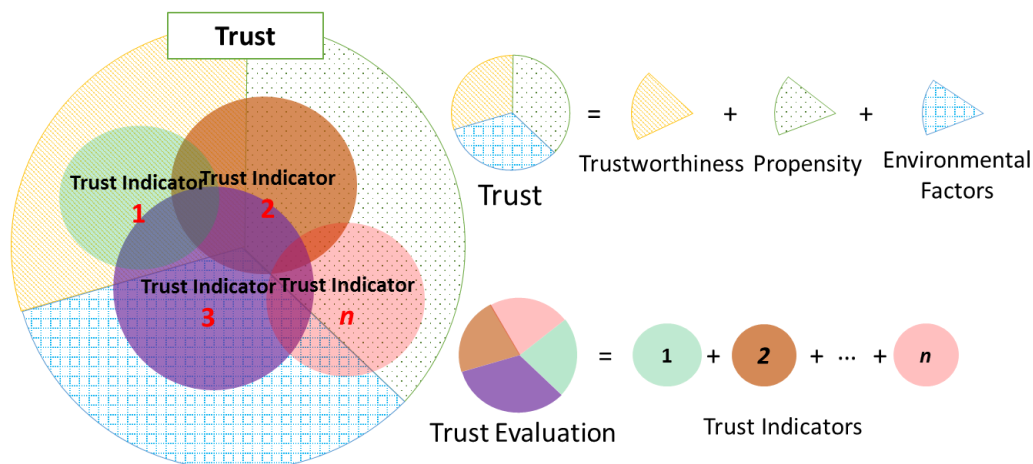 Trust
Trust Indicator
1
Trust Indicator
2
Trust Indicator
3
Trust Indicator
n
=
+
+
Trust
Trustworthiness
Propensity
Environmental
Factors
=
1
+
2
+
...
+
n
Trust Evaluation
Trust Indicators